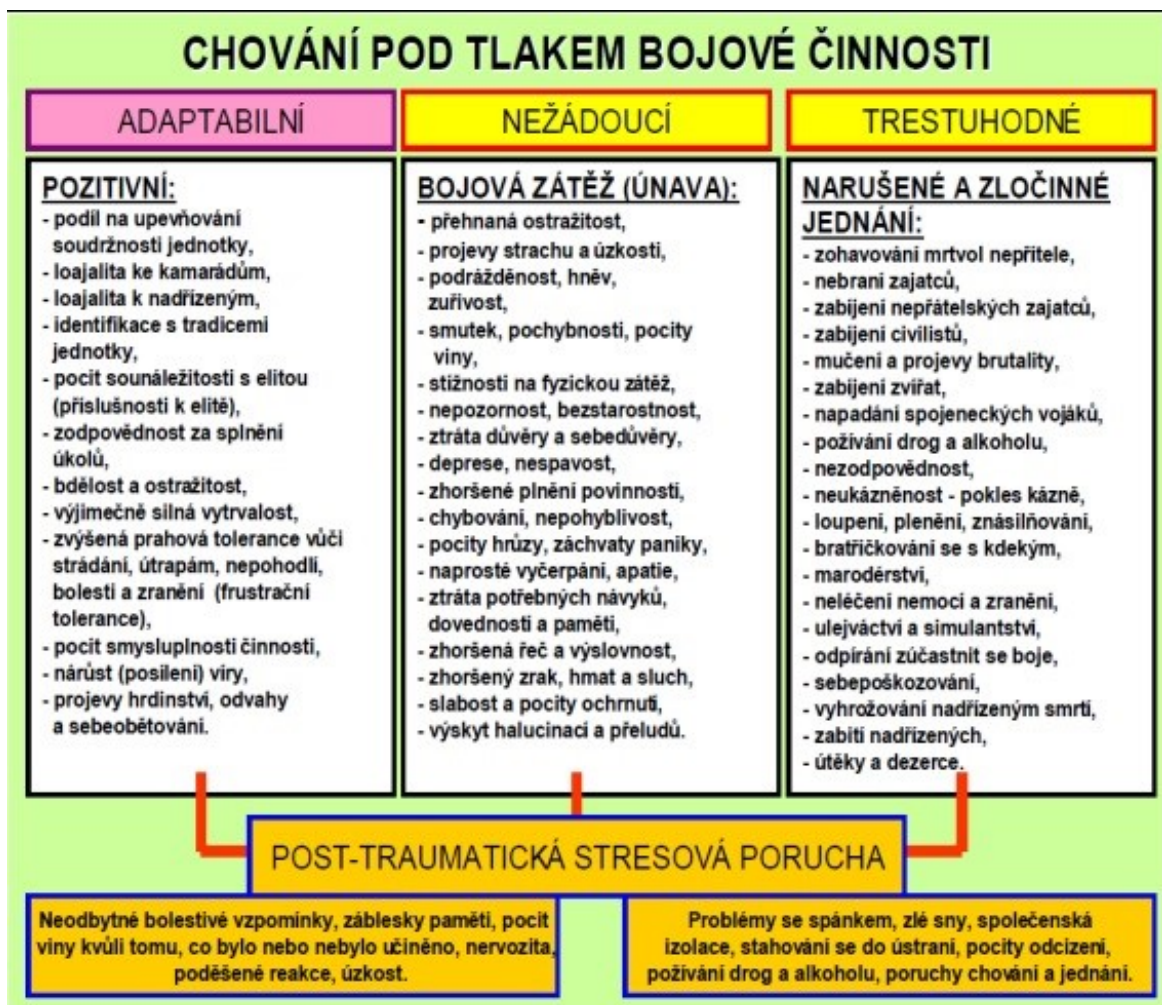 CHOVÁNÍ POD TLAKEM BOJOVÉ ČINNOSTI
ADAPTABILNÍ
POZITIVNÍ:
- podíl na upevňování
soudržnosti jednotky,
- loajalita ke kamarádům,
- loajalita k nadřízeným,
- identifikace s tradicemi
jednotky,
- pocit sounáležitosti s elitou
(příslušnosti k elitě),
- zodpovědnost za splnění
úkolů,
- bdělost a ostražitost,
- výjimečně silná vytrvalost,
- zvýšená prahová tolerance vůči
strádání, útrapám, nepohodlí,
bolesti a zranění (frustrační
tolerance),
- pocit smysluplnosti činnosti,
- nárůst (posílení) víry,
- projevy hrdinství, odvahy
a sebeobětování.
NEŽÁDOUCÍ
BOJOVÁ ZÁTĚŽ (ÚNAVA):
- přehnaná ostražitost,
- projevy strachu a úzkosti,
- podrážděnost, hněv,
zuřivost,
- smutek, pochybnosti, pocity
viny,
- stížnosti na fyzickou zátěž,
- nepozornost, bezstarostnost,
- ztráta důvěry a sebedůvěry,
- deprese, nespavost,
- zhoršené plnění povinností,
- chybování, nepohyblivost,
- pocity hrůzy, záchvaty paniky,
- naprosté vyčerpání, apatie,
- ztráta potřebných návyků,
dovedností a paměti,
- zhoršená řeč a výslovnost,
- zhoršený zrak, hmat a sluch,
- slabost a pocity ochrnutí,
- výskyt halucinací a přeludů.
TRESTUHODNÉ
NARUŠENÉ A ZLOČINNÉ
JEDNÁNÍ:
- zohavování mrtvol nepřítele,
- nebraní zajatců,
- zabíjení nepřátelských zajatců,
- zabíjení civilistů,
- mučení a projevy brutality,
- zabíjení zvířat,
- napadání spojeneckých vojáků,
- požívání drog a alkoholu,
- nezodpovědnost,
- neukázněnost - pokles kázně,
- loupení, plenění, znásilňování,
- bratříčkování se s kdekým,
- marodérství,
- neléčení nemocí a zranění,
- ulejváctví a simulantství,
- odpírání zúčastnit se boje,
- sebepoškozování,
- vyhrožování nadřízeným smrtí,
- zabití nadřízených,
- útěky a dezerce.
POST-TRAUMATICKÁ STRESOVÁ PORUCHA
Neodbytné bolestivé vzpomínky, záblesky paměti, pocit
viny kvůli tomu, co bylo nebo nebylo učiněno, nervozita,
poděšené reakce, úzkost.
Problémy se spánkem, zlé sny, společenská
izolace, stahování se do ústraní, pocity odcizení,
požívání drog a alkoholu, poruchy chování a jednání.